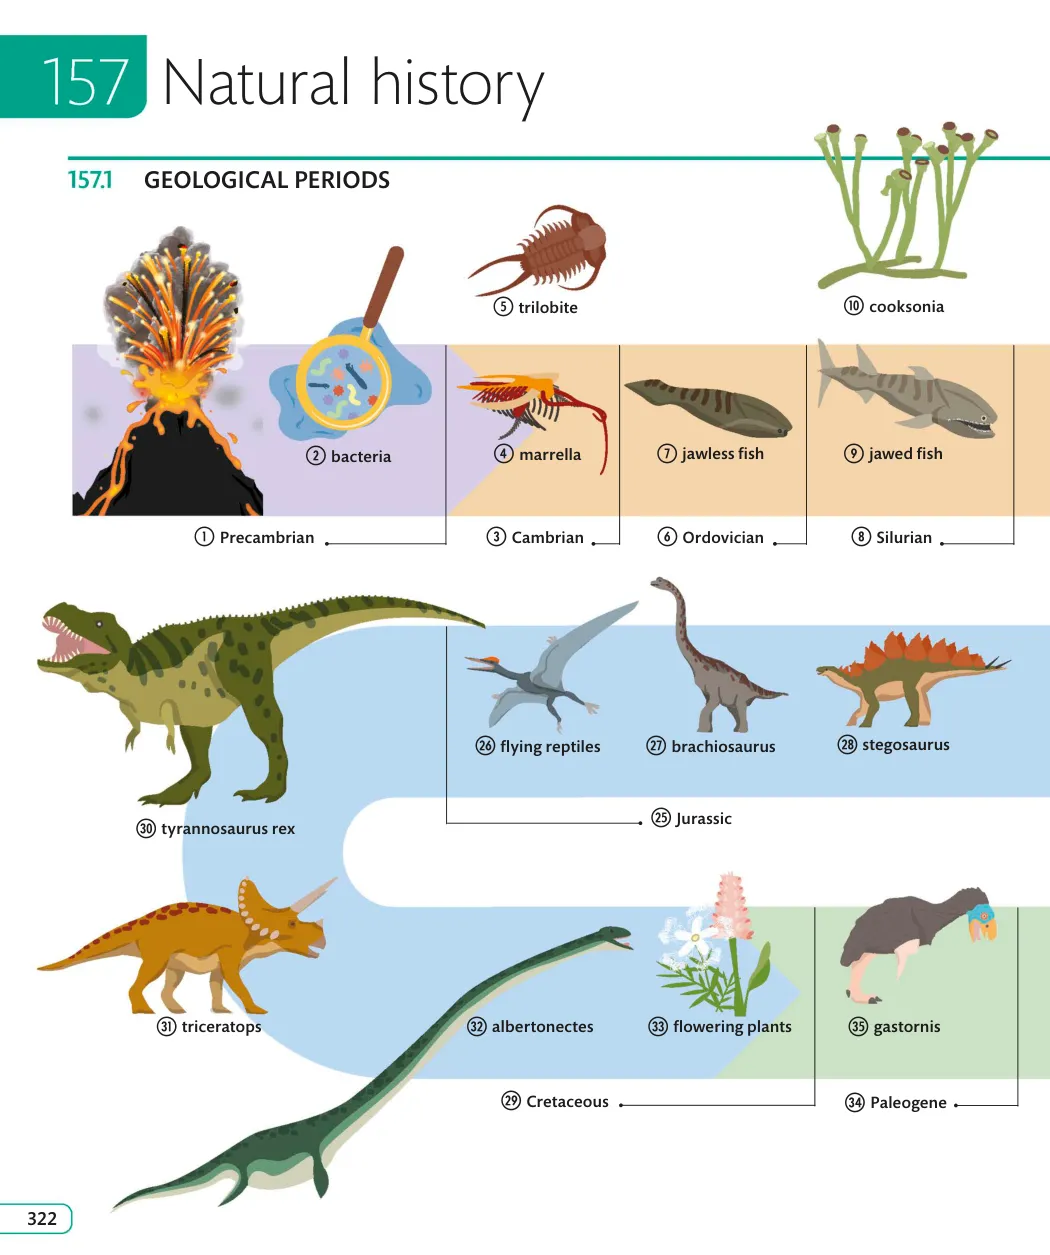 157 Natural history
157.1 GEOLOGICAL PERIODS
5 trilobite
10 cooksonia
2 bacteria
4 marrella
7 jawless fish
9 jawed fish
1 Precambrian
3 Cambrian
6 Ordovician
8 Silurian
26 flying reptiles
27 brachiosaurus
28 stegosaurus
30 tyrannosaurus rex
25 Jurassic
31 triceratops
32 albertonectes
33 flowering plants
35 gastornis
29 Cretaceous
34 Paleogene
322